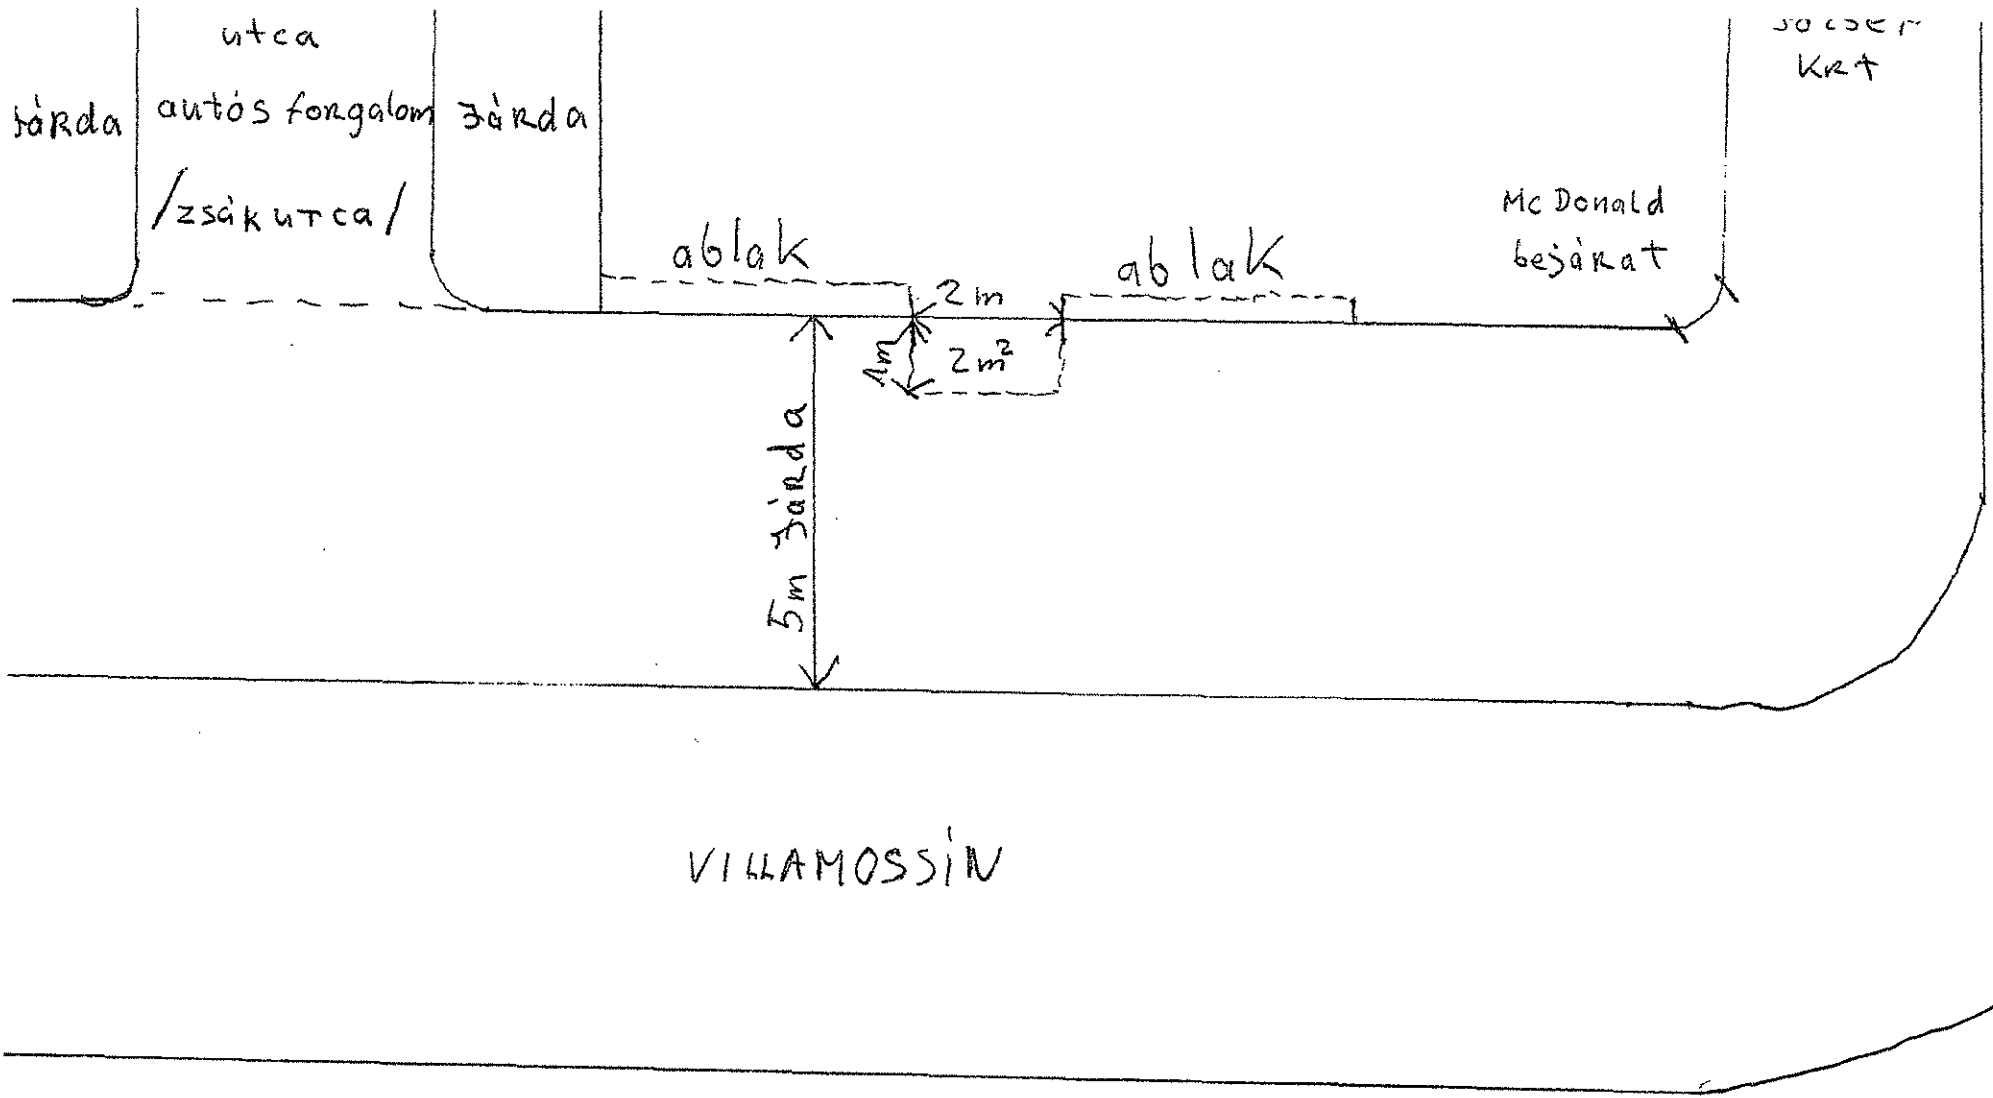 utca
autós forgalom
/zsákutca/
járda
járda
ablak
ablak
2m
1m
2m²
5m járda
Mc Donald
bejárat
KRT
VILLAMOSSÍN